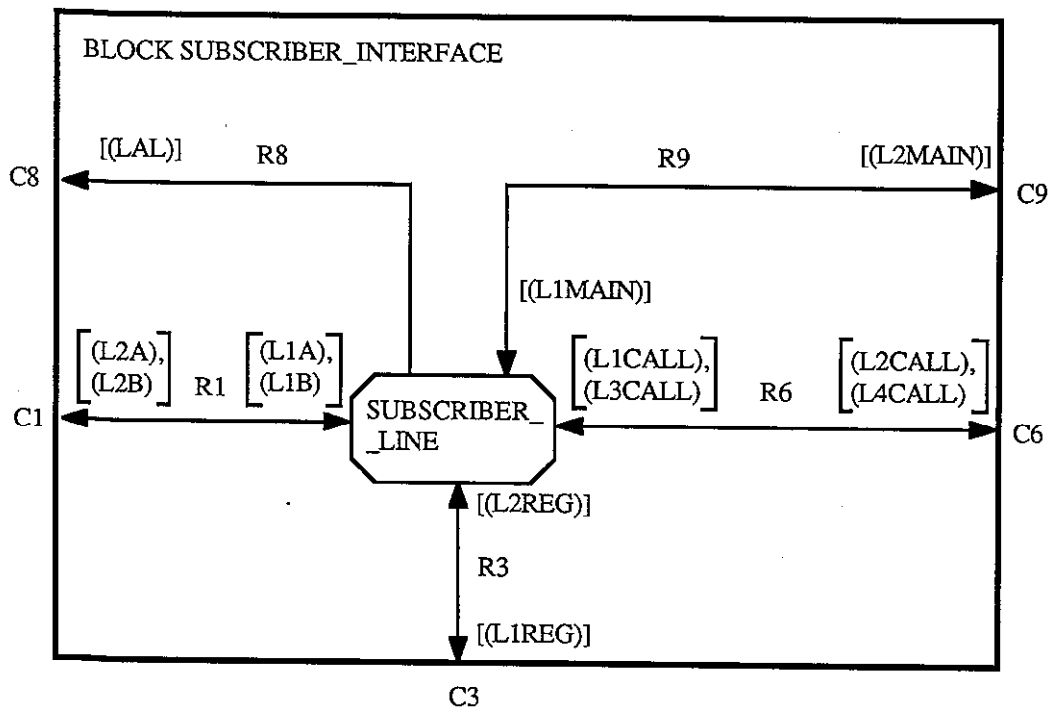 BLOCK SUBSCRIBER_INTERFACE
[(LAL)] R8 R9 [(L2MAIN)]
C8 C9
[(L1MAIN)]
[(L2A), (L2B)] R1 [(L1A), (L1B)]
[(L1CALL), (L3CALL)] R6 [(L2CALL), (L4CALL)]
C1 C6
SUBSCRIBER_
_LINE
[(L2REG)]
R3
[(L1REG)]
C3